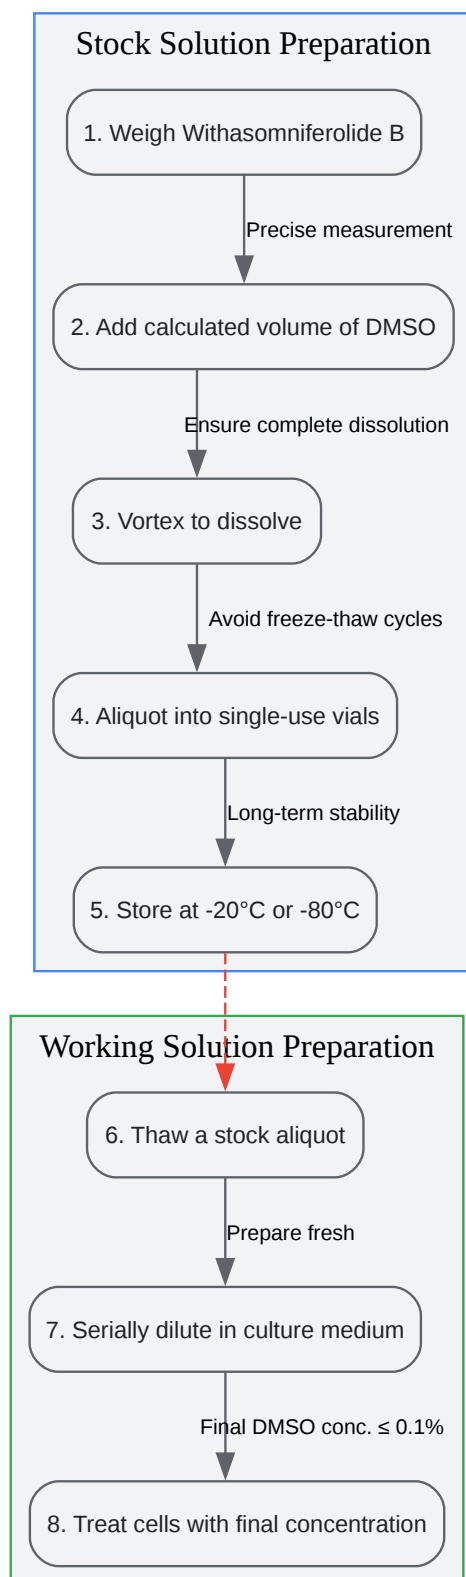 Stock Solution Preparation
1. Weigh Withasomniferolide B
Precise measurement
2. Add calculated volume of DMSO
Ensure complete dissolution
3. Vortex to dissolve
Avoid freeze-thaw cycles
4. Aliquot into single-use vials
Long-term stability
5. Store at -20°C or -80°C
Working Solution Preparation
6. Thaw a stock aliquot
Prepare fresh
7. Serially dilute in culture medium
Final DMSO conc. ≤ 0.1%
8. Treat cells with final concentration